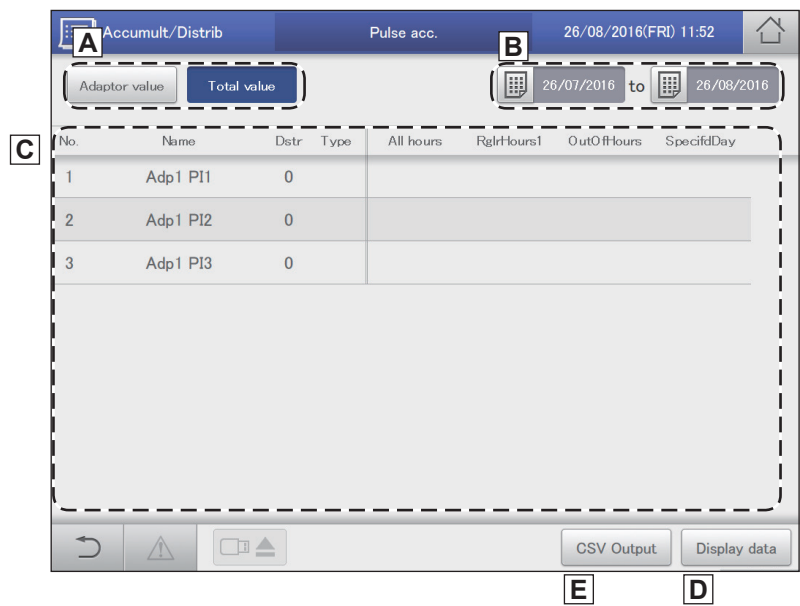 Accumult/Distrib Pulse acc. 26/08/2016(FRI) 11:52
A B
Adaptor value Total value 26/07/2016 to 26/08/2016
C
No. Name Dstr Type All hours RglrHours1 OutOfHours SpecifdDay
1 Adp1 PI1 0
2 Adp1 PI2 0
3 Adp1 PI3 0
CSV Output Display data
E D